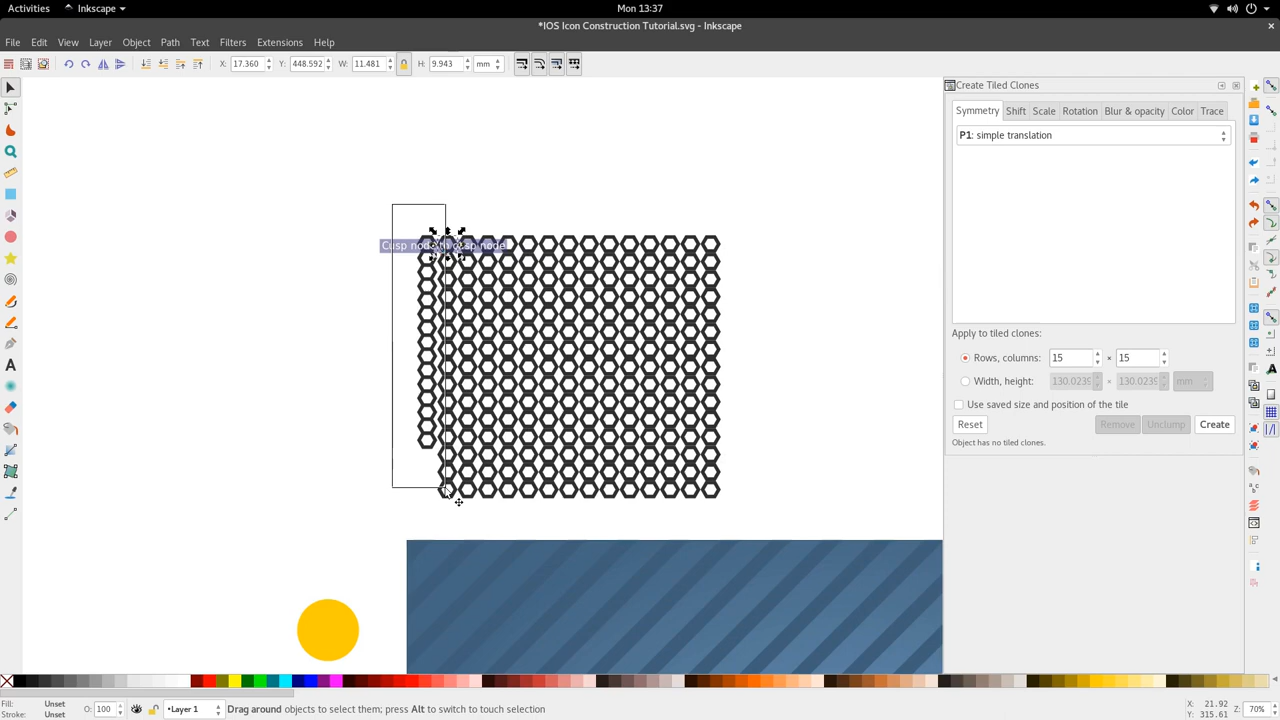 Activities Inkscape Mon 13:37
*IOS Icon Construction Tutorial.svg - Inkscape
File Edit View Layer Object Path Text Filters Extensions Help
X: 17.360 Y: 448.592 W: 11.481 H: 9.943 mm
Create Tiled Clones
Symmetry Shift Scale Rotation Blur & opacity Color Trace
P1: simple translation
Cusp node to cusp node
Apply to tiled clones:
Rows, columns: 15 × 15
Width, height: 130.0239 × 130.0239 mm
Use saved size and position of the tile
Reset Remove Unclump Create
Object has no tiled clones.
Fill: Unset
Stroke: Unset
O: 100 •Layer 1 Drag around objects to select them; press Alt to switch to touch selection
X: 21.92
Y: 315.61
Z: 70%